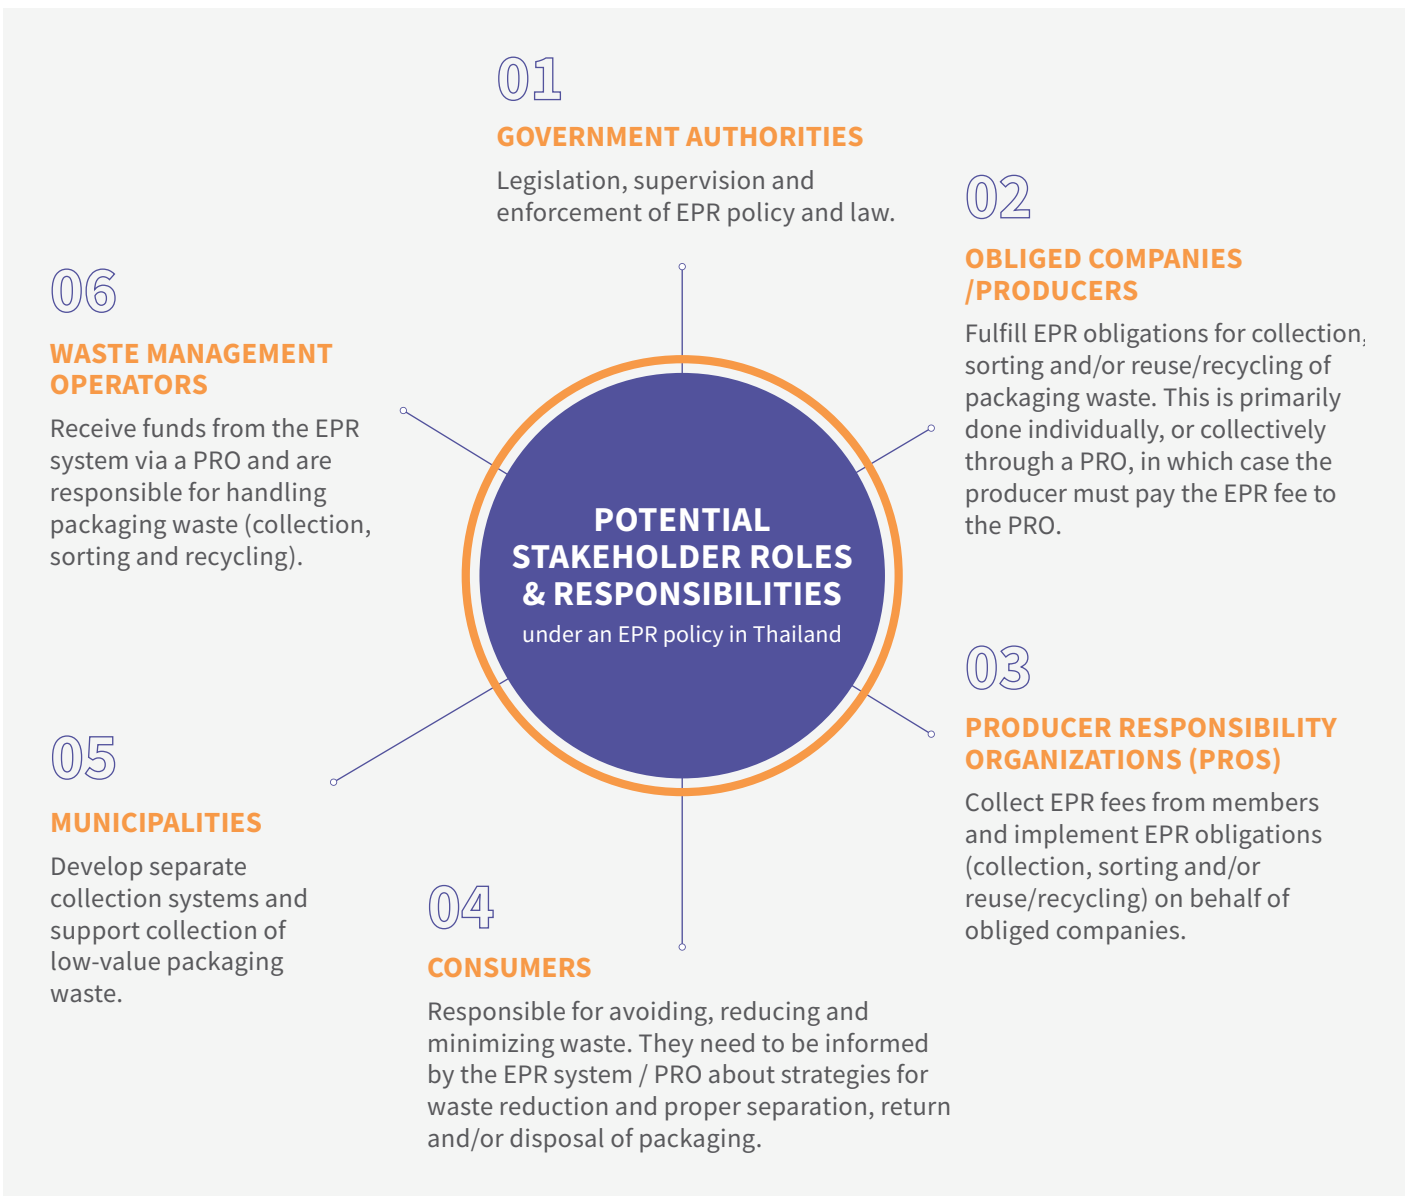 01
GOVERNMENT AUTHORITIES
Legislation, supervision and
enforcement of EPR policy and law.
02
OBLIGED COMPANIES
/PRODUCERS
Fulfill EPR obligations for collection,
sorting and/or reuse/recycling of
packaging waste. This is primarily
done individually, or collectively
through a PRO, in which case the
producer must pay the EPR fee to
the PRO.
03
PRODUCER RESPONSIBILITY
ORGANIZATIONS (PROS)
Collect EPR fees from members
and implement EPR obligations
(collection, sorting and/or
reuse/recycling) on behalf of
obliged companies.
04
CONSUMERS
Responsible for avoiding, reducing and
minimizing waste. They need to be informed
by the EPR system / PRO about strategies for
waste reduction and proper separation, return
and/or disposal of packaging.
05
MUNICIPALITIES
Develop separate
collection systems and
support collection of
low-value packaging
waste.
06
WASTE MANAGEMENT
OPERATORS
Receive funds from the EPR
system via a PRO and are
responsible for handling
packaging waste (collection,
sorting and recycling).
POTENTIAL
STAKEHOLDER ROLES
& RESPONSIBILITIES
under an EPR policy in Thailand